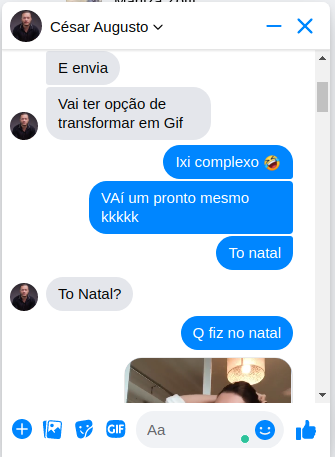 César Augusto
E envia
Vai ter opção de
transformar em Gif
Ixi complexo 🤣
VAí um pronto mesmo
kkkkk
To natal
To Natal?
Q fiz no natal
GIF
Aa